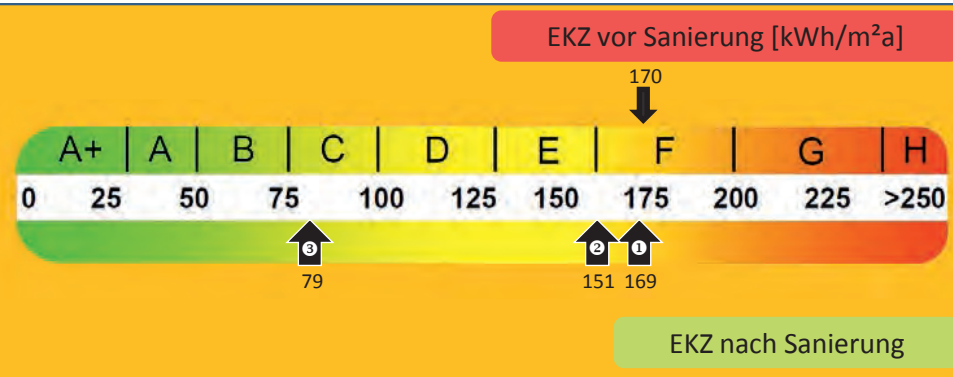 EKZ vor Sanierung [kWh/m²a]
170
A+ A B C D E F G H
0 25 50 75 100 125 150 175 200 225 >250
❸ ❷ ❶
79 151 169
EKZ nach Sanierung